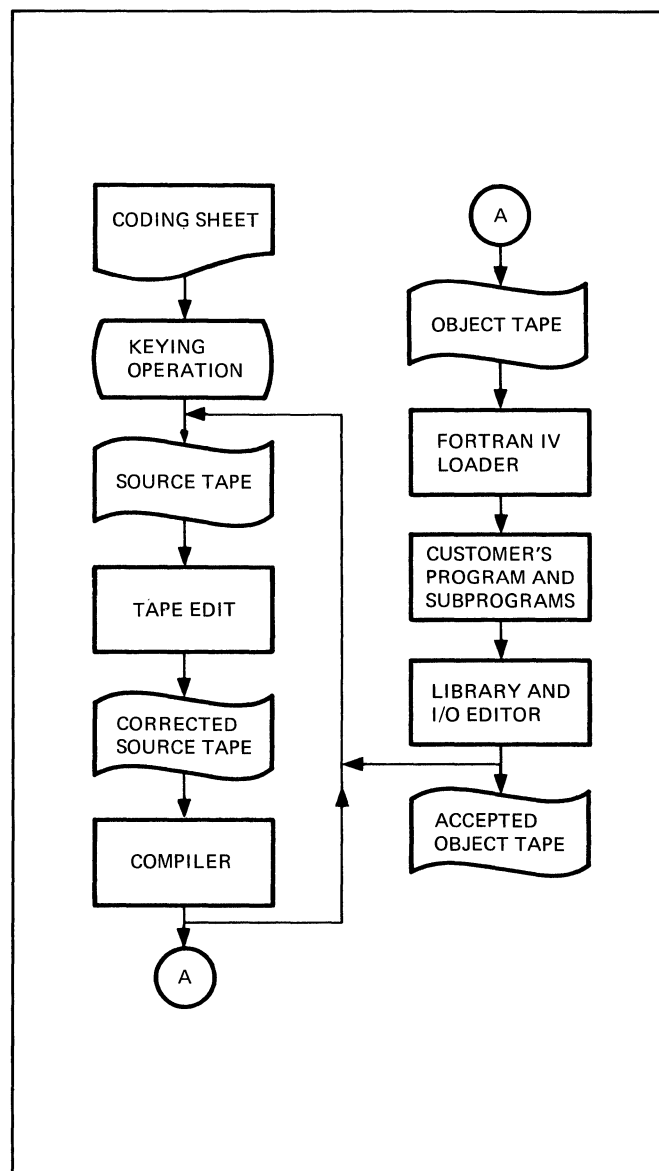 CODING SHEET
KEYING
OPERATION
SOURCE TAPE
TAPE EDIT
CORRECTED
SOURCE TAPE
COMPILER
A
A
OBJECT TAPE
FORTRAN IV
LOADER
CUSTOMER'S
PROGRAM AND
SUBPROGRAMS
LIBRARY AND
I/O EDITOR
ACCEPTED
OBJECT TAPE